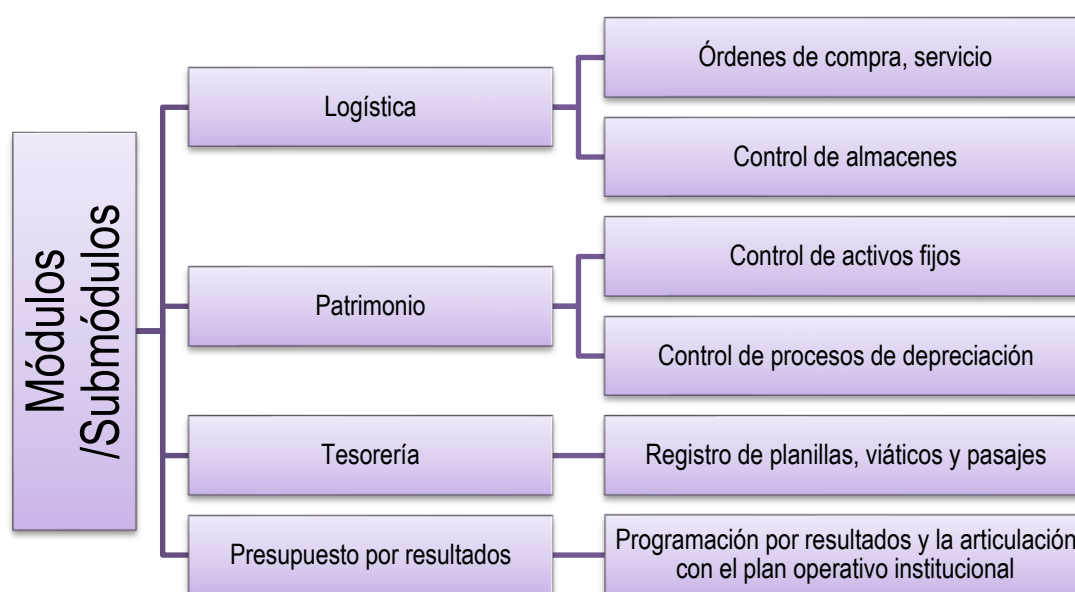 Módulos
/Submódulos
Logística
Órdenes de compra, servicio
Control de almacenes
Patrimonio
Control de activos fijos
Control de procesos de depreciación
Tesorería
Registro de planillas, viáticos y pasajes
Presupuesto por resultados
Programación por resultados y la articulación
con el plan operativo institucional